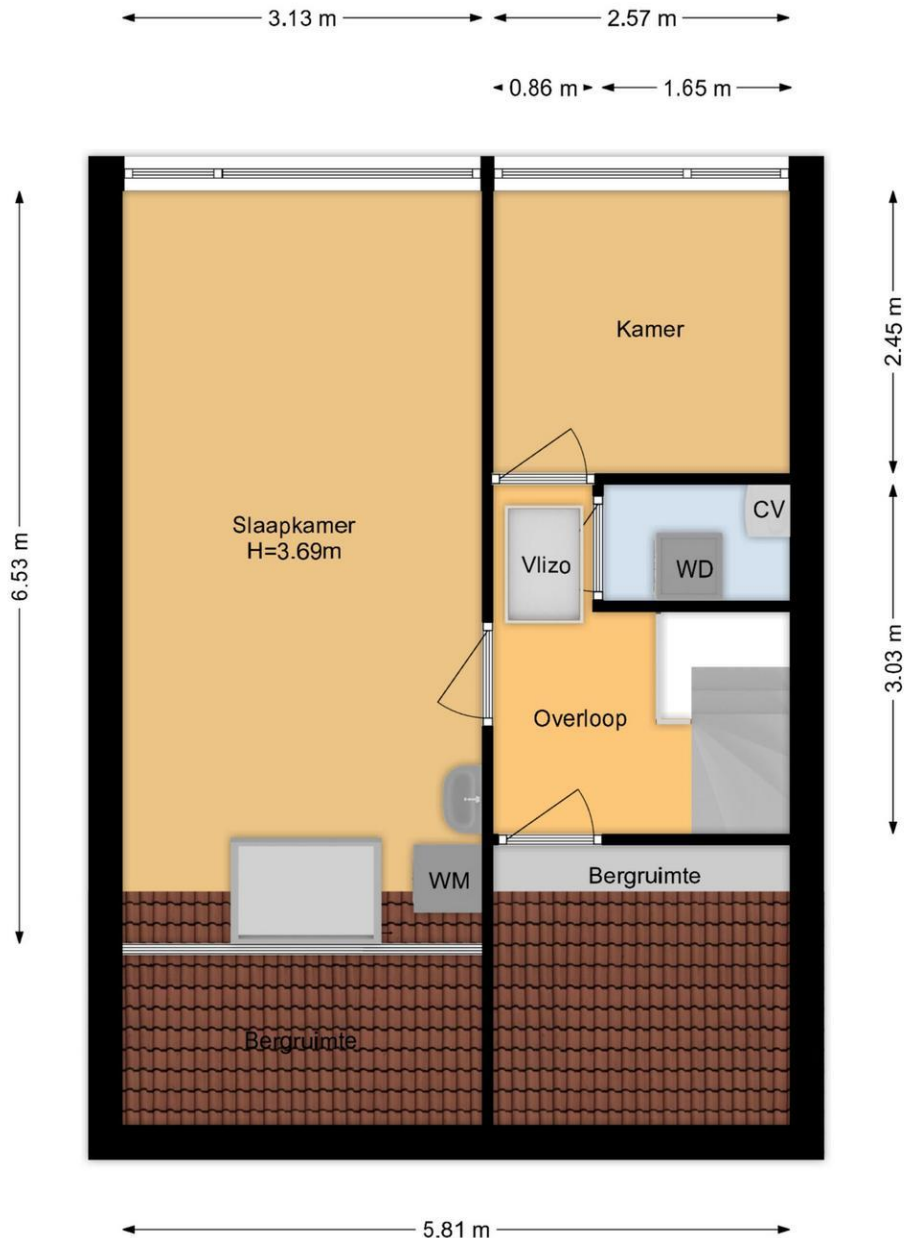 3.13 m
2.57 m
0.86 m
1.65 m
Kamer
2.45 m
CV
Slaapkamer
H=3.69m
Vlizo
WD
6.53 m
3.03 m
Overloop
WM
Bergruimte
Bergruimte
5.81 m